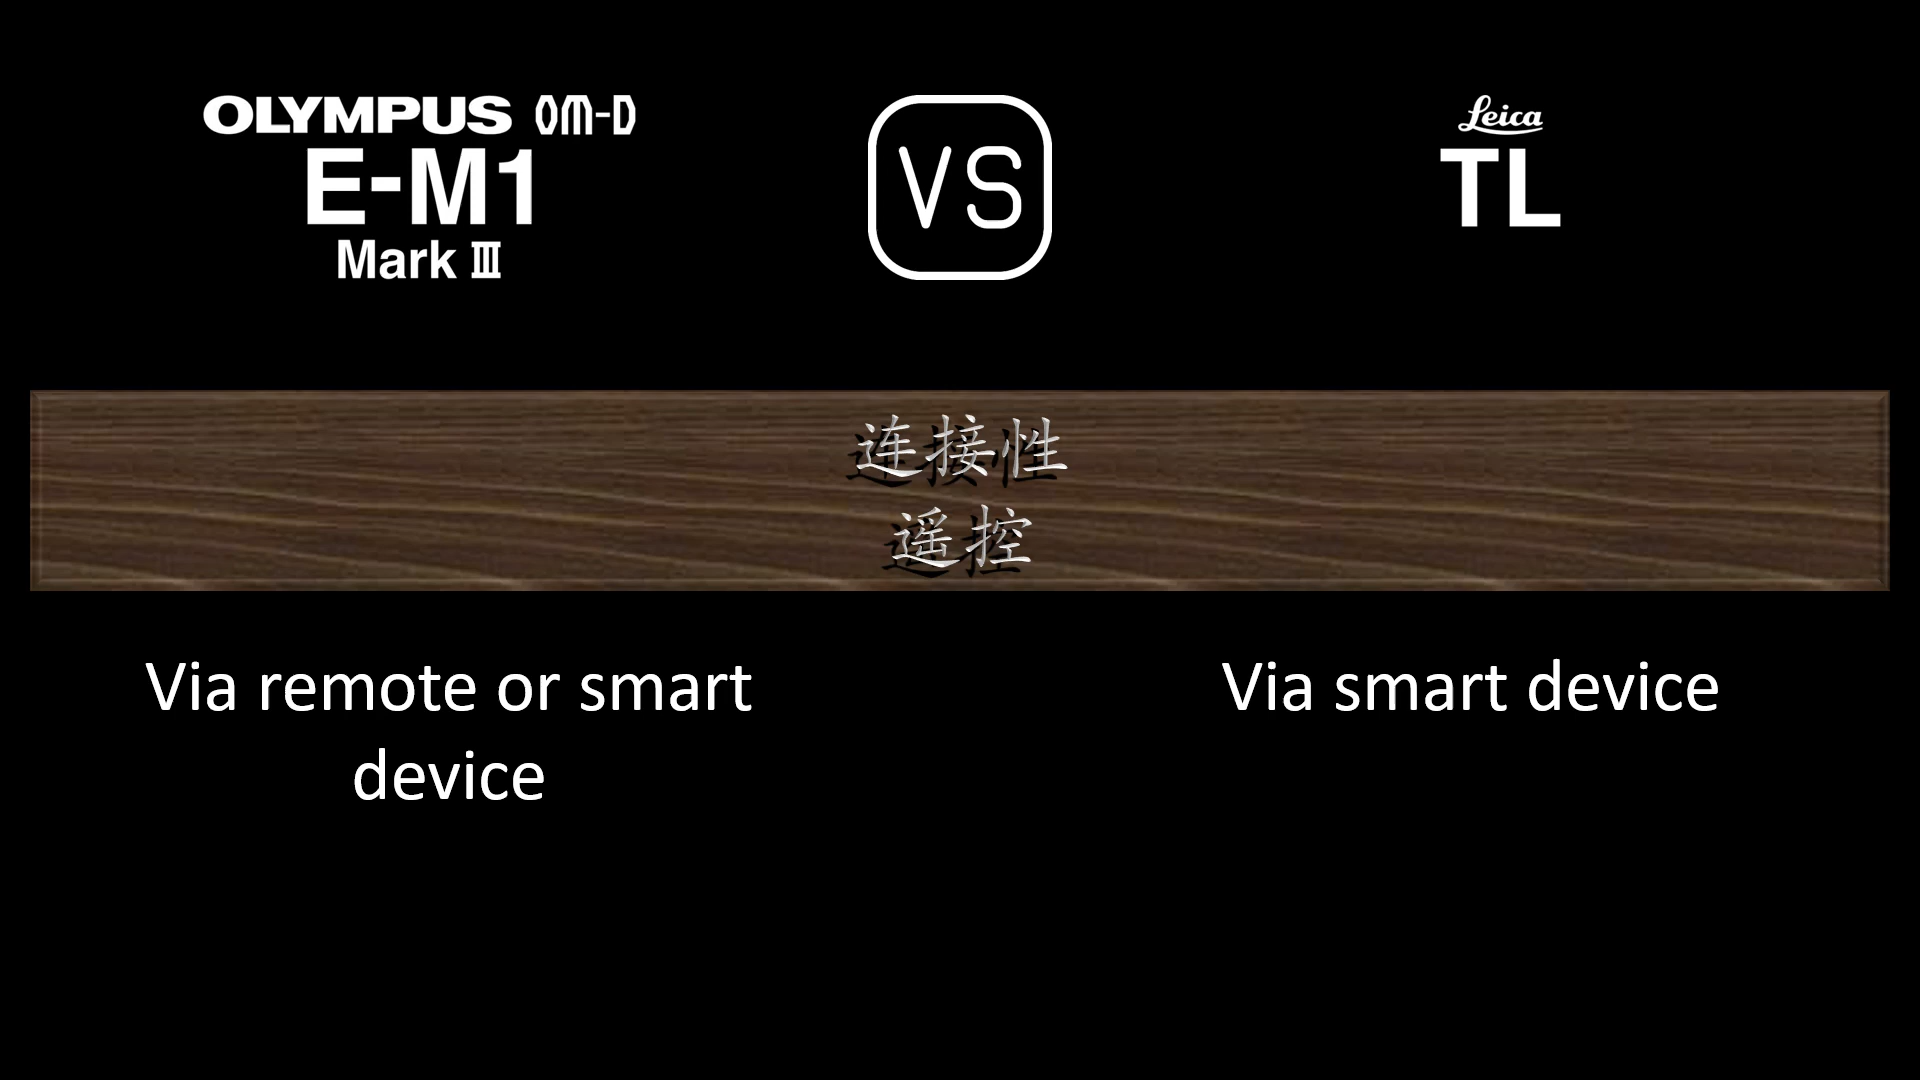 OLYMPUS OM-D
E-M1
Mark III
VS
Leica
TL
连接性
遥控
Via remote or smart
device
Via smart device